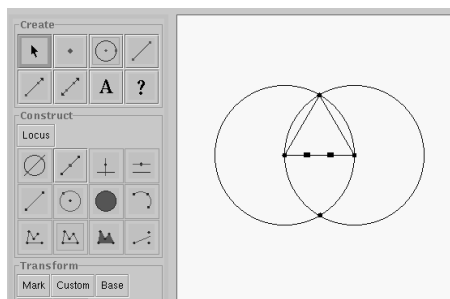 Create
A ?
Construct
Locus
Transform
Mark Custom Base